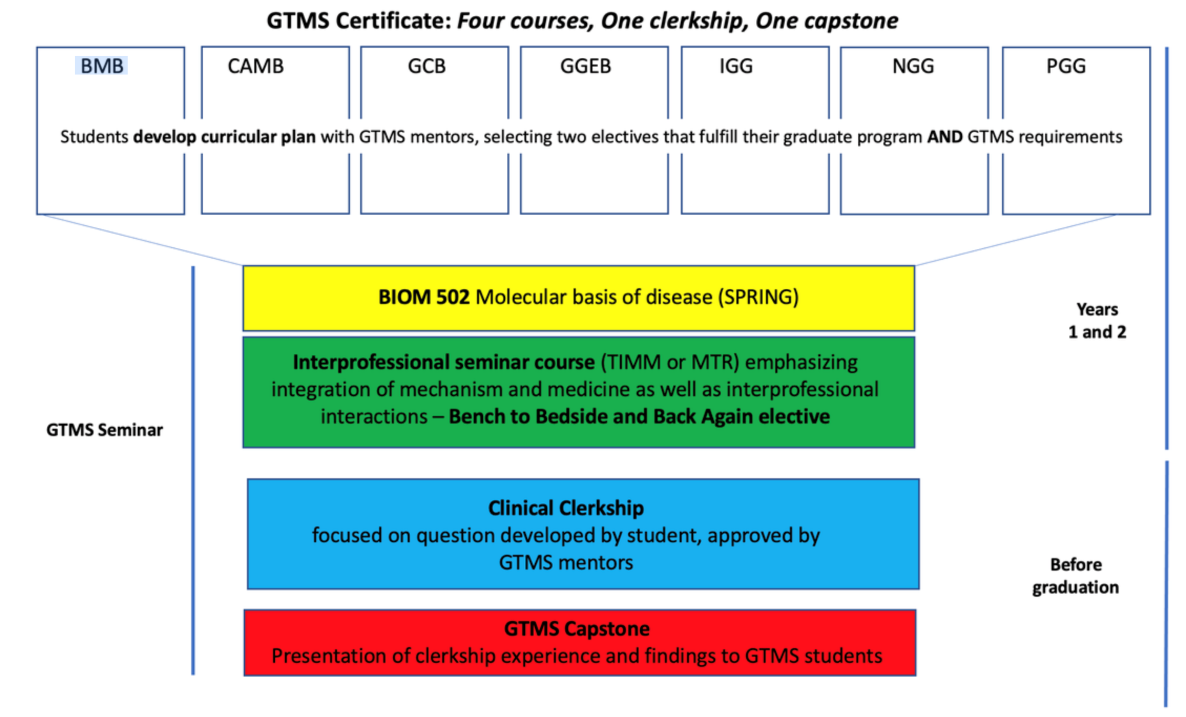 GTMS Certificate: Four courses, One clerkship, One capstone
BMB
CAMB
GCB
GGEB
IGG
NGG
PGG
Students develop curricular plan with GTMS mentors, selecting two electives that fulfill their graduate program AND GTMS requirements
BIOM 502 Molecular basis of disease (SPRING)
Years
1 and 2
Interprofessional seminar course (TIMM or MTR) emphasizing
integration of mechanism and medicine as well as interprofessional
interactions – Bench to Bedside and Back Again elective
GTMS Seminar
Clinical Clerkship
focused on question developed by student, approved by
GTMS mentors
Before
graduation
GTMS Capstone
Presentation of clerkship experience and findings to GTMS students